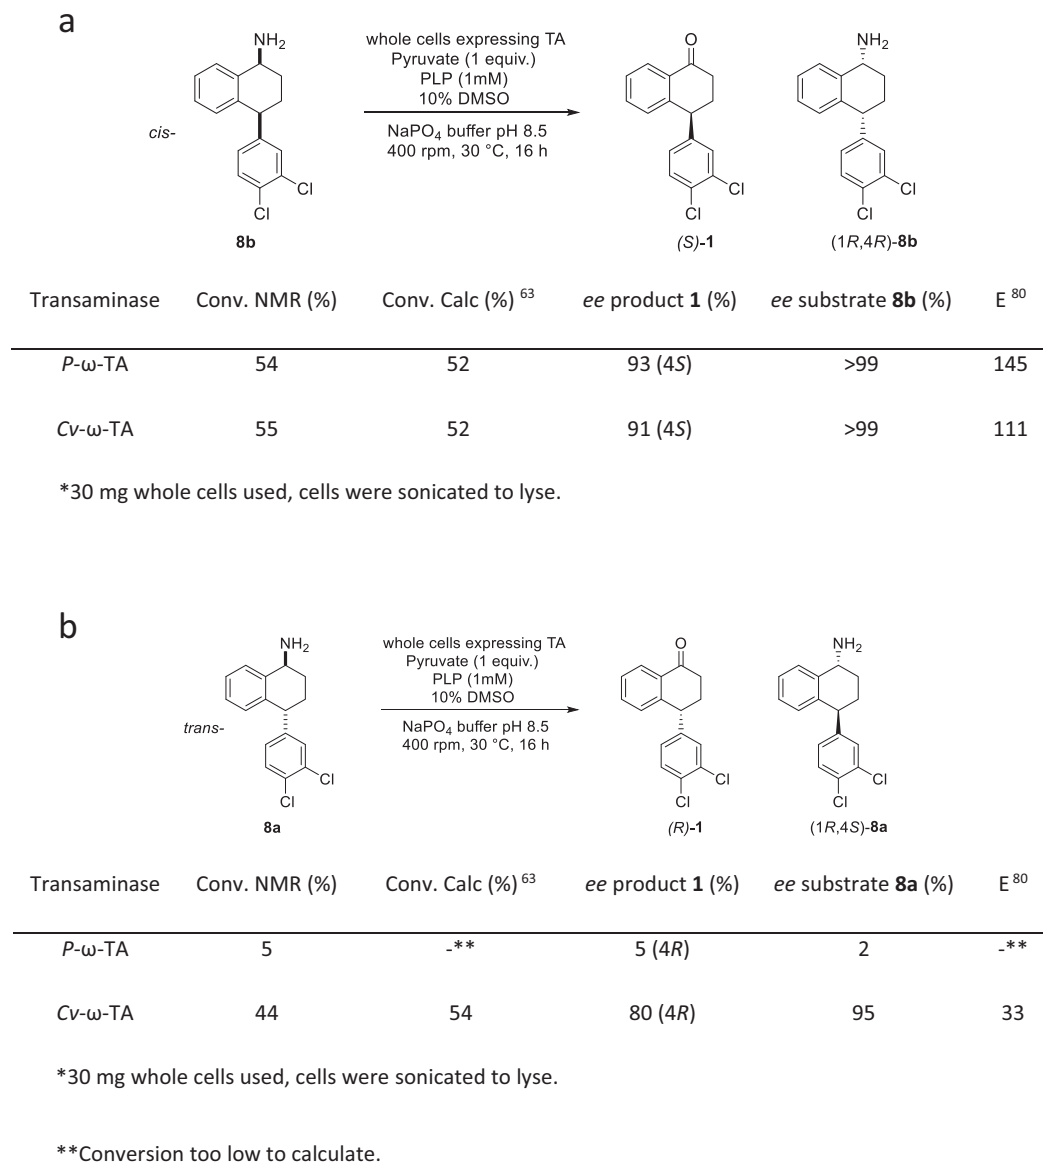 a
NH2
cis-
Cl
Cl
8b
whole cells expressing TA
Pyruvate (1 equiv.)
PLP (1mM)
10% DMSO
NaPO4 buffer pH 8.5
400 rpm, 30 °C, 16 h
O
Cl
Cl
(S)-1
NH2
Cl
Cl
(1R,4R)-8b
Transaminase Conv. NMR (%) Conv. Calc (%) 63 ee product 1 (%) ee substrate 8b (%) E 80
P-ω-TA 54 52 93 (4S) >99 145
Cv-ω-TA 55 52 91 (4S) >99 111
*30 mg whole cells used, cells were sonicated to lyse.
b
NH2
trans-
Cl
Cl
8a
whole cells expressing TA
Pyruvate (1 equiv.)
PLP (1mM)
10% DMSO
NaPO4 buffer pH 8.5
400 rpm, 30 °C, 16 h
O
Cl
Cl
(R)-1
NH2
Cl
Cl
(1R,4S)-8a
Transaminase Conv. NMR (%) Conv. Calc (%) 63 ee product 1 (%) ee substrate 8a (%) E 80
P-ω-TA 5 -** 5 (4R) 2 -**
Cv-ω-TA 44 54 80 (4R) 95 33
*30 mg whole cells used, cells were sonicated to lyse.
**Conversion too low to calculate.